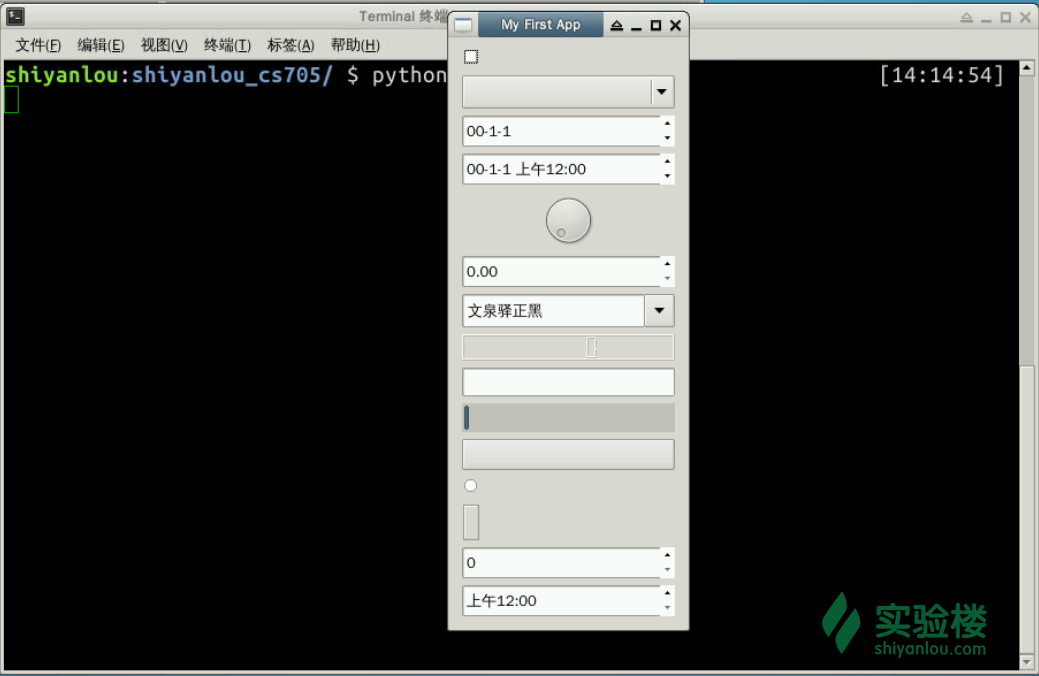 Terminal 终端
My First App
文件(F) 编辑(E) 视图(V) 终端(T) 标签(A) 帮助(H)
shiyanlou:shiyanlou_cs705/ $ python
[14:14:54]
00-1-1
00-1-1 上午12:00
0.00
文泉驿正黑
0
上午12:00
实验楼
shiyanlou.com